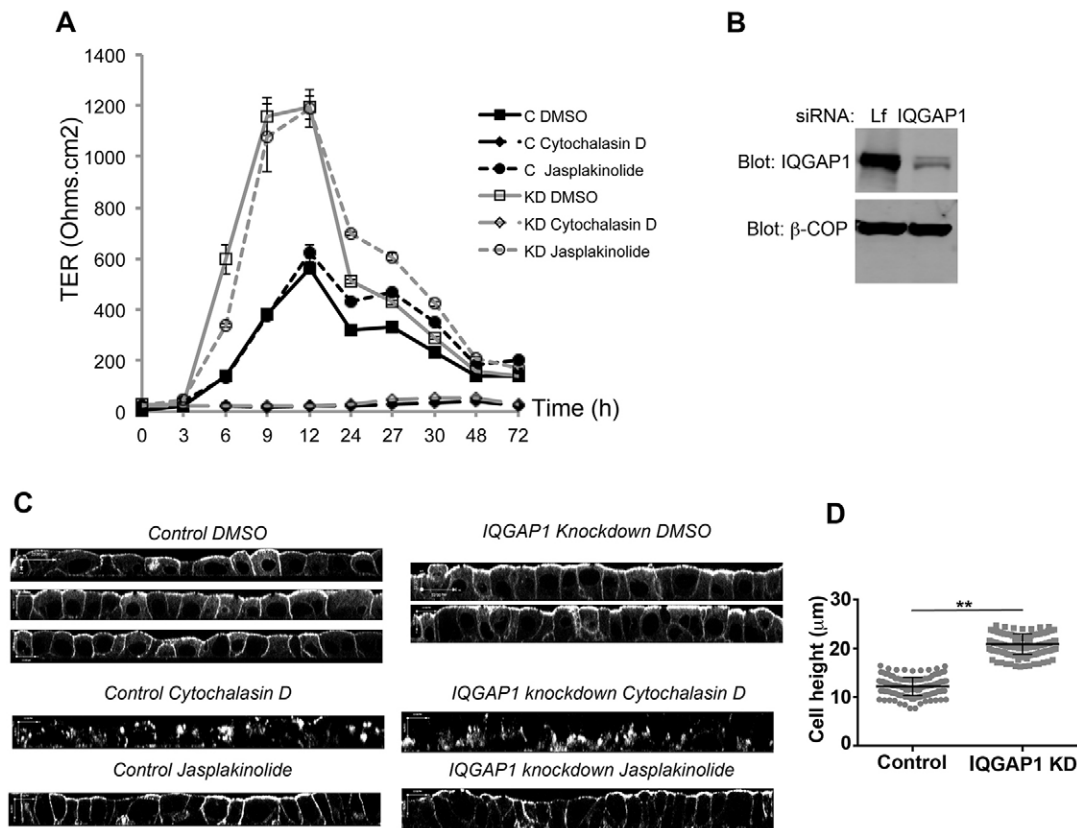 A
1400
1200
1000
800
600
400
200
0
TER (Ohms.cm2)
0 3 6 9 12 24 27 30 48 72
Time (h)
C DMSO
C Cytochalasin D
C Jasplakinolide
KD DMSO
KD Cytochalasin D
KD Jasplakinolide
B
siRNA: Lf IQGAP1
Blot: IQGAP1
Blot: β-COP
C
Control DMSO
IQGAP1 Knockdown DMSO
Control Cytochalasin D
IQGAP1 knockdown Cytochalasin D
Control Jasplakinolide
IQGAP1 knockdown Jasplakinolide
D
30
20
10
0
Cell height (μm)
**
Control IQGAP1 KD